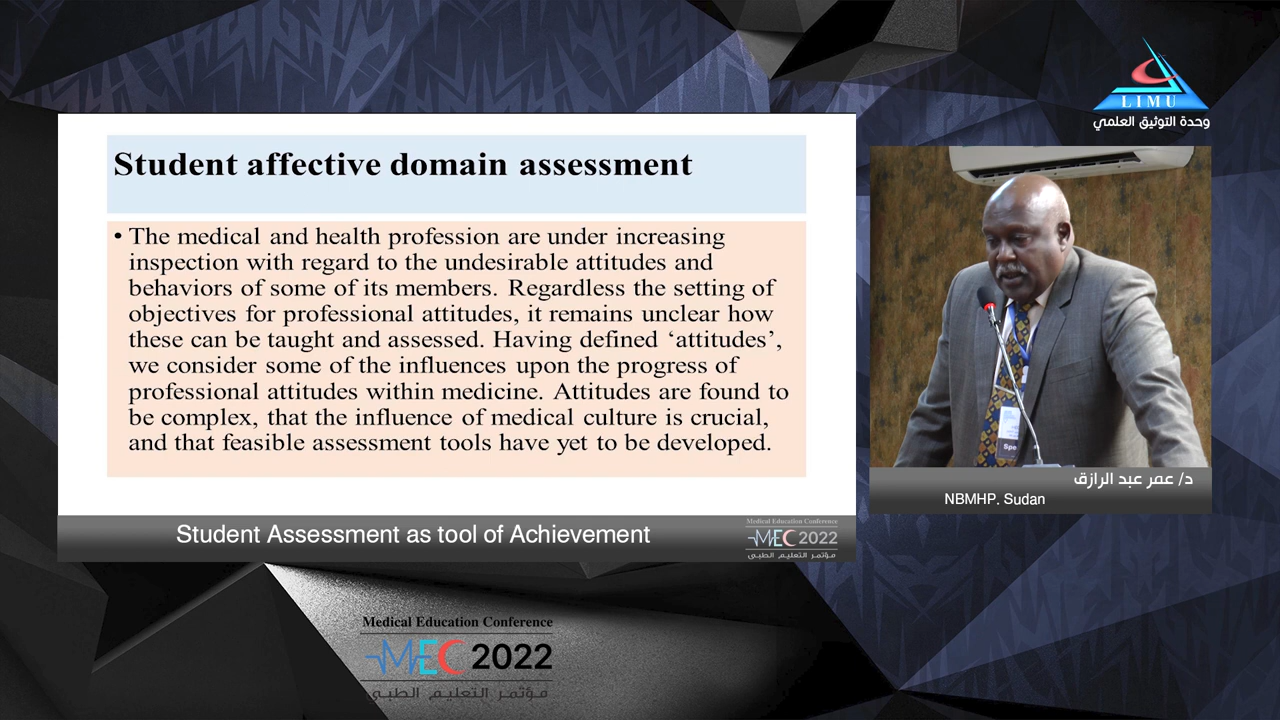 LIMU
وحدة التوثيق العلمي
Student affective domain assessment
• The medical and health profession are under increasing
inspection with regard to the undesirable attitudes and
behaviors of some of its members. Regardless the setting of
objectives for professional attitudes, it remains unclear how
these can be taught and assessed. Having defined ‘attitudes’,
we consider some of the influences upon the progress of
professional attitudes within medicine. Attitudes are found to
be complex, that the influence of medical culture is crucial,
and that feasible assessment tools have yet to be developed.
Spe
د/ عمر عبد الرازق
NBMHP. Sudan
Student Assessment as tool of Achievement
Medical Education Conference
MEC 2022
مؤتمر التعليم الطبي
Medical Education Conference
MEC 2022
مؤتمر التعليم الطبي